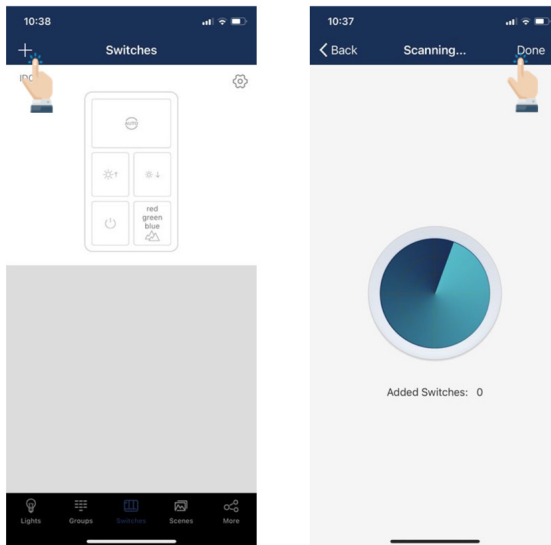 10:38
Switches
auto
red
green
blue
Lights
Groups
Switches
Scenes
More
10:37
Back
Scanning...
Done
Added Switches: 0